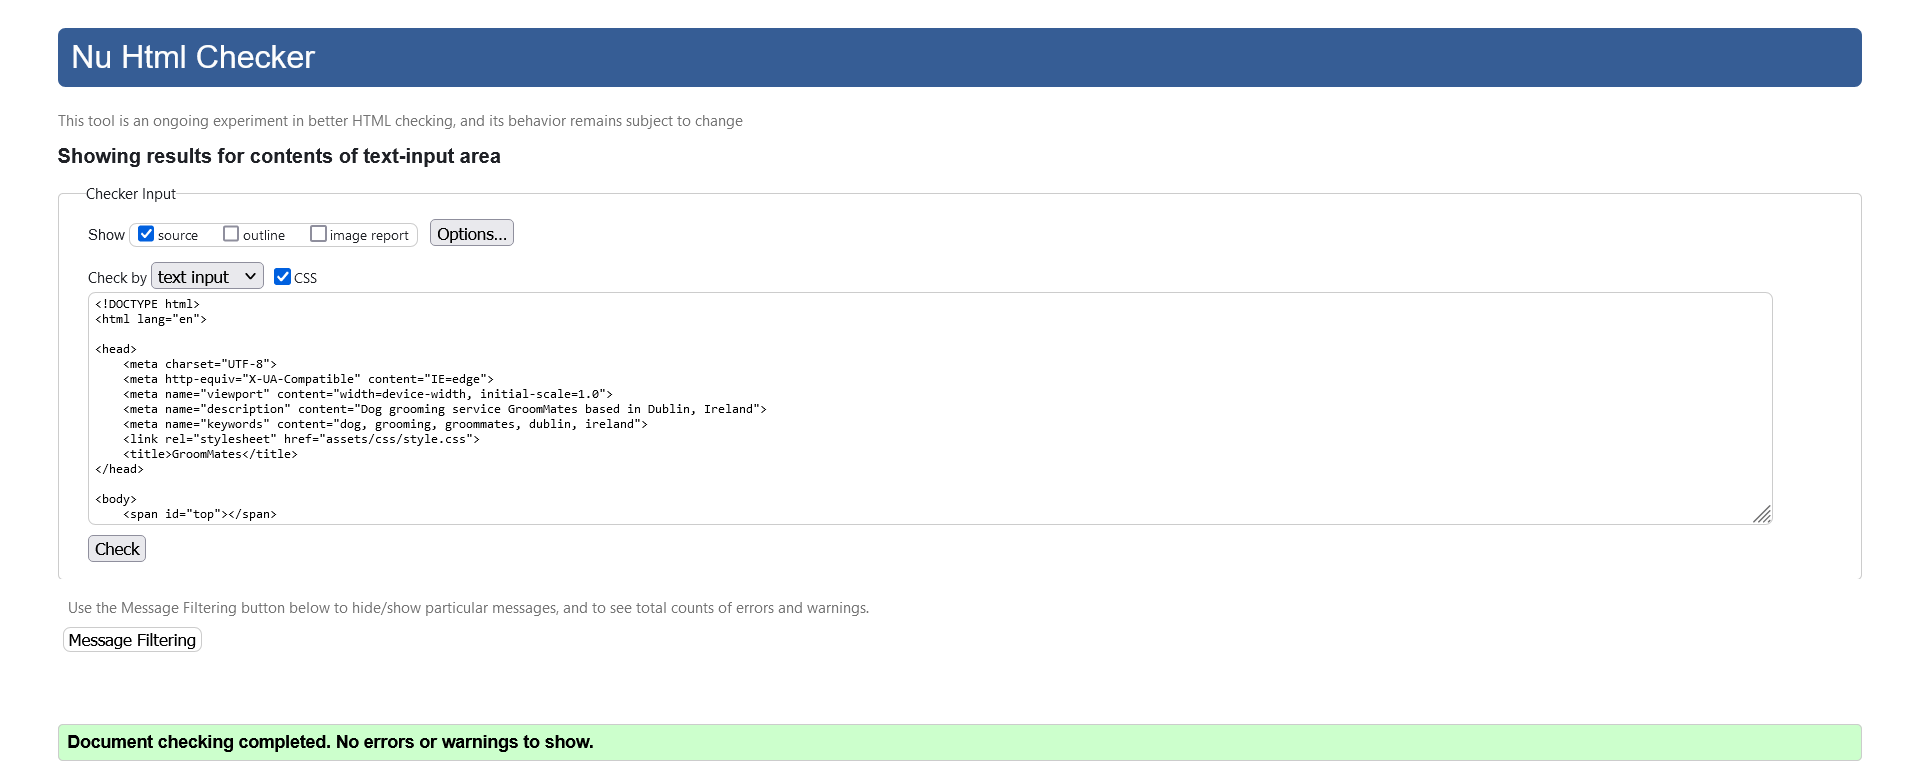 Nu Html Checker
This tool is an ongoing experiment in better HTML checking, and its behavior remains subject to change
Showing results for contents of text-input area
Checker Input
Show source outline image report Options...
Check by text input CSS
<!DOCTYPE html>
<html lang="en">
<head>
    <meta charset="UTF-8">
    <meta http-equiv="X-UA-Compatible" content="IE=edge">
    <meta name="viewport" content="width=device-width, initial-scale=1.0">
    <meta name="description" content="Dog grooming service GroomMates based in Dublin, Ireland">
    <meta name="keywords" content="dog, grooming, groommates, dublin, ireland">
    <link rel="stylesheet" href="assets/css/style.css">
    <title>GroomMates</title>
</head>
<body>
    <span id="top"></span>
Check
Use the Message Filtering button below to hide/show particular messages, and to see total counts of errors and warnings.
Message Filtering
Document checking completed. No errors or warnings to show.